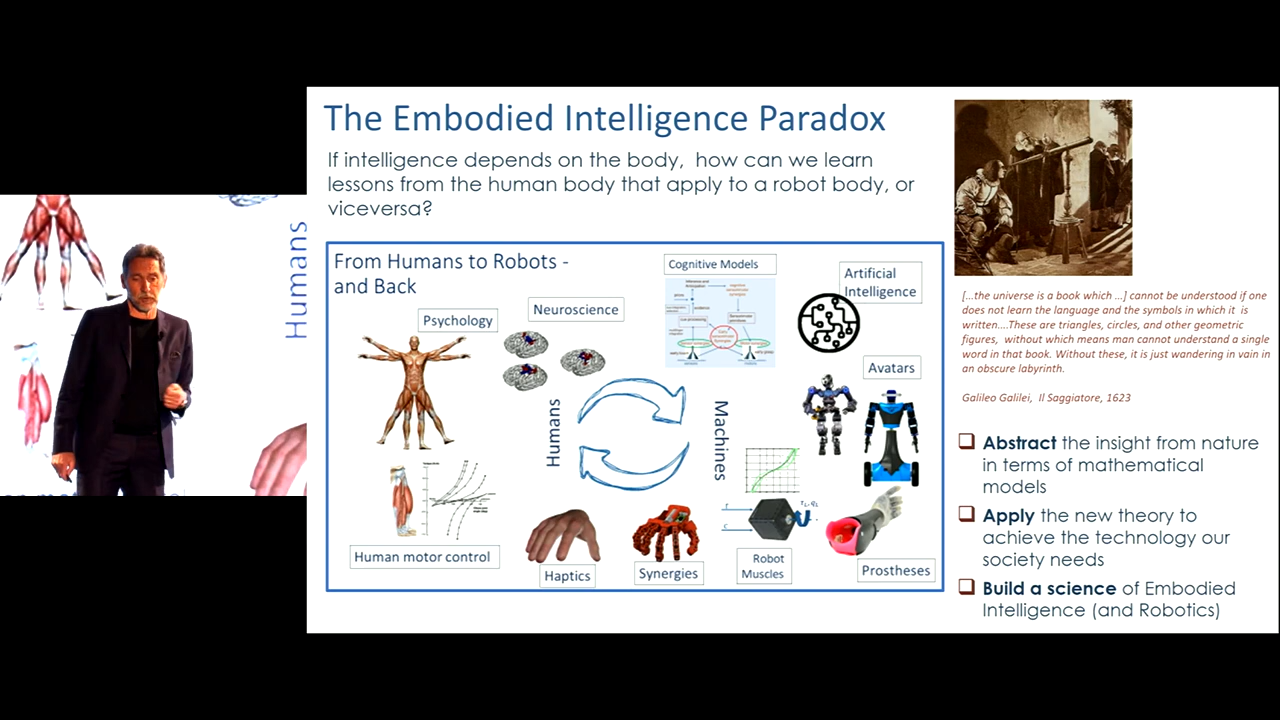 The Embodied Intelligence Paradox
If intelligence depends on the body, how can we learn
lessons from the human body that apply to a robot body, or
viceversa?
From Humans to Robots -
and Back
Cognitive Models
Artificial
Intelligence
Psychology
Neuroscience
Avatars
Humans
Machines
Human motor control
Haptics
Synergies
Robot
Muscles
Prostheses
[...the universe is a book which ...] cannot be understood if one
does not learn the language and the symbols in which it is
written....These are triangles, circles, and other geometric
figures, without which means man cannot understand a single
word in that book. Without these, it is just wandering in vain in
an obscure labyrinth.
Galileo Galilei, Il Saggiatore, 1623
Abstract the insight from nature
in terms of mathematical
models
Apply the new theory to
achieve the technology our
society needs
Build a science of Embodied
Intelligence (and Robotics)
Humans